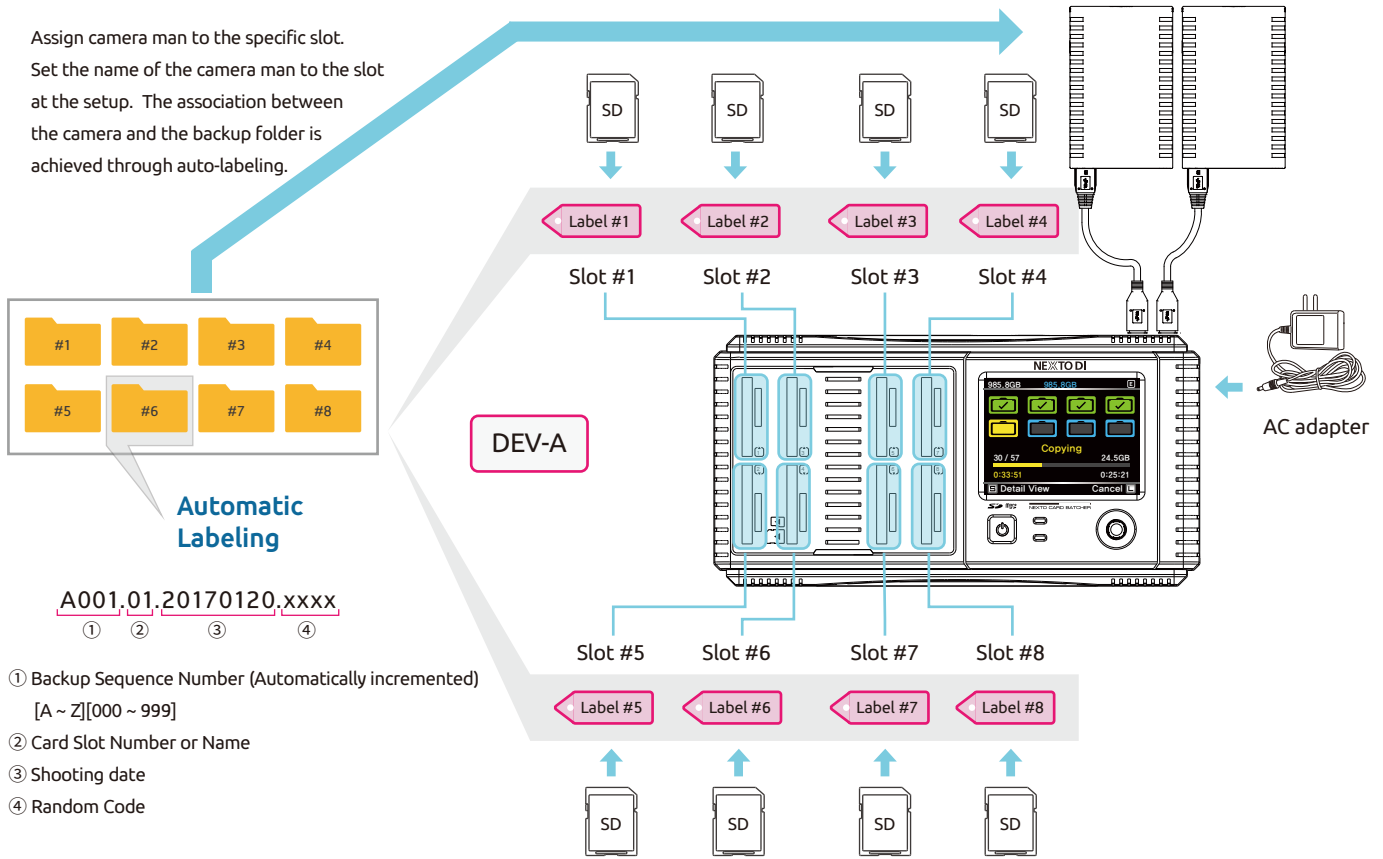 Assign camera man to the specific slot.
Set the name of the camera man to the slot
at the setup. The association between
the camera and the backup folder is
achieved through auto-labeling.
SD
SD
SD
SD
Label #1
Label #2
Label #3
Label #4
Slot #1
Slot #2
Slot #3
Slot #4
#1
#2
#3
#4
#5
#6
#7
#8
Automatic
Labeling
DEV-A
NEXTO DI
985.8GB
985.8GB
E
Copying
30 / 57
24.5GB
0:33:51
0:25:21
Detail View
Cancel
NEXTO CARD BATCHER
AC adapter
A001.01.20170120.xxxx
① ② ③ ④
① Backup Sequence Number (Automatically incremented)
[A ~ Z][000 ~ 999]
② Card Slot Number or Name
③ Shooting date
④ Random Code
Slot #5
Slot #6
Slot #7
Slot #8
Label #5
Label #6
Label #7
Label #8
SD
SD
SD
SD